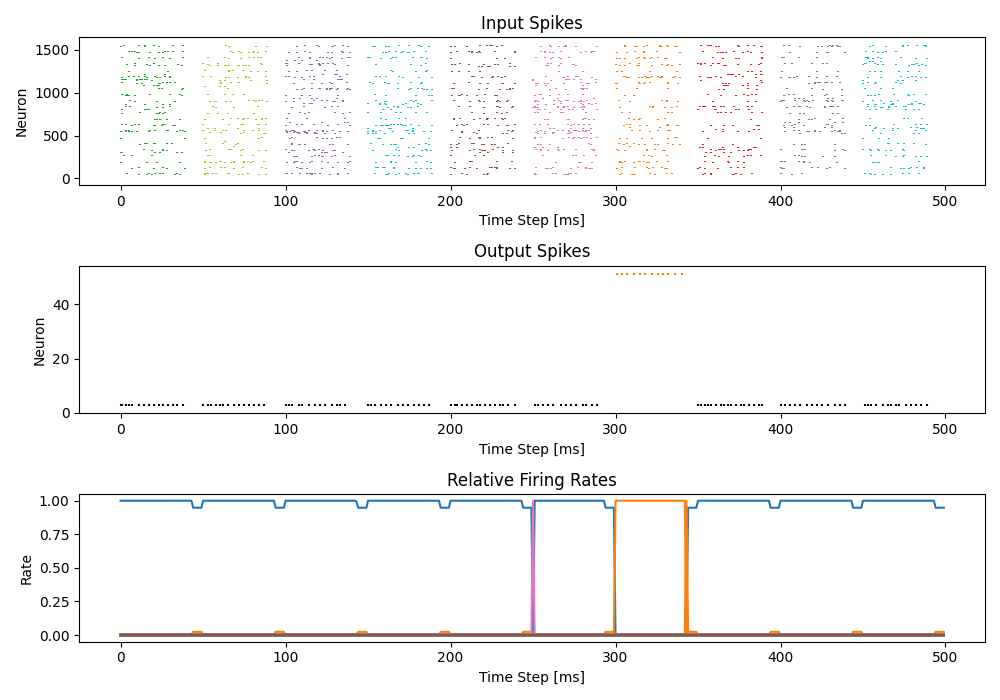 Input Spikes
1500
1000
500
0
Neuron
0 100 200 300 400 500
Time Step [ms]
Output Spikes
40
20
0
Neuron
0 100 200 300 400 500
Time Step [ms]
Relative Firing Rates
1.00
0.75
0.50
0.25
0.00
Rate
0 100 200 300 400 500
Time Step [ms]